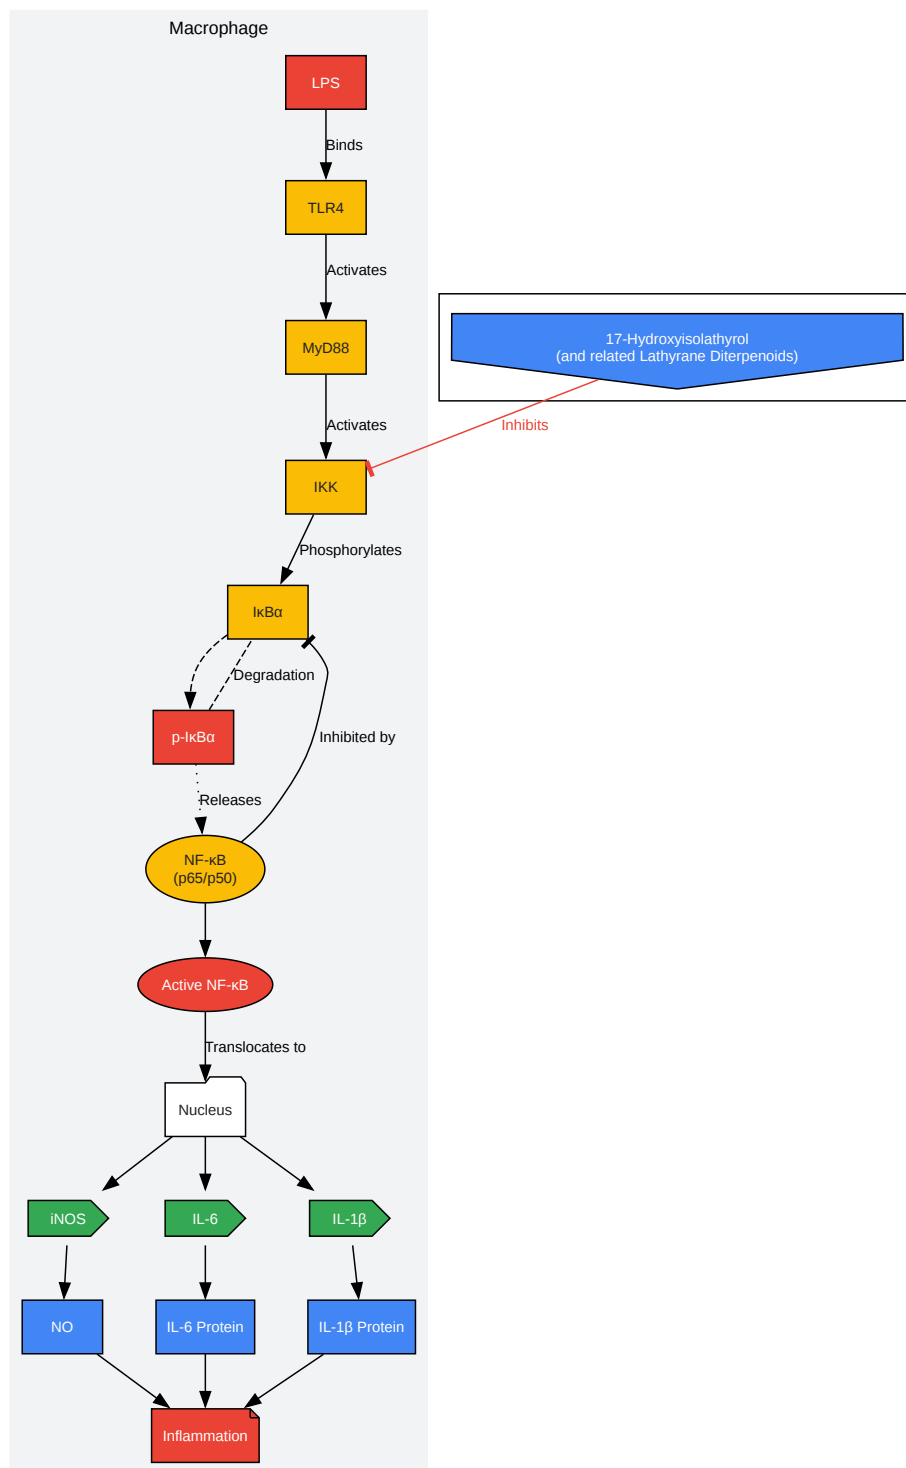 Macrophage
LPS
Binds
TLR4
Activates
MyD88
17-Hydroxyisolathyrol
(and related Lathyrane Diterpenoids)
Activates
Inhibits
IKK
Phosphorylates
IκBα
Degradation
p-IκBα
Inhibited by
Releases
NF-κB
(p65/p50)
Active NF-κB
Translocates to
Nucleus
iNOS
IL-6
IL-1β
NO
IL-6 Protein
IL-1β Protein
Inflammation